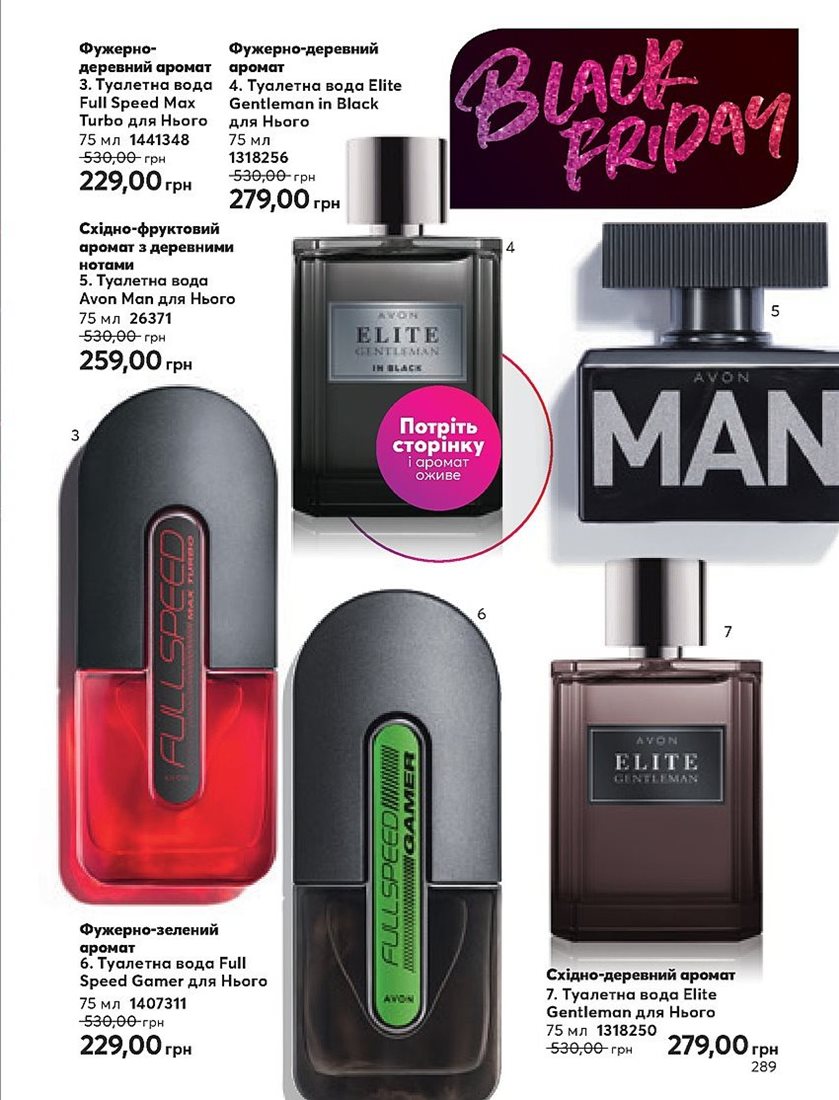 Фужерно-
деревний аромат
3. Туалетна вода
Full Speed Max
Turbo для Нього
75 мл 1441348
530,00 грн
229,00 грн
Фужерно-деревний
аромат
4. Туалетна вода Elite
Gentleman in Black
для Нього
75 мл
1318256
530,00 грн
279,00 грн
BLACK
FRIDAY
Східно-фруктовий
аромат з деревними
нотами
5. Туалетна вода
Avon Man для Нього
75 мл 26371
530,00 грн
259,00 грн
4
AVON
ELITE
GENTLEMAN
IN BLACK
Потріть
сторінку
і аромат
оживе
5
AVON
MAN
3
FULLSPEED
MAX TURBO
AVON
6
FULLSPEED
GAMER
AVON
7
AVON
ELITE
GENTLEMAN
Фужерно-зелений
аромат
6. Туалетна вода Full
Speed Gamer для Нього
75 мл 1407311
530,00 грн
229,00 грн
Східно-деревний аромат
7. Туалетна вода Elite
Gentleman для Нього
75 мл 1318250
530,00 грн 279,00 грн
289